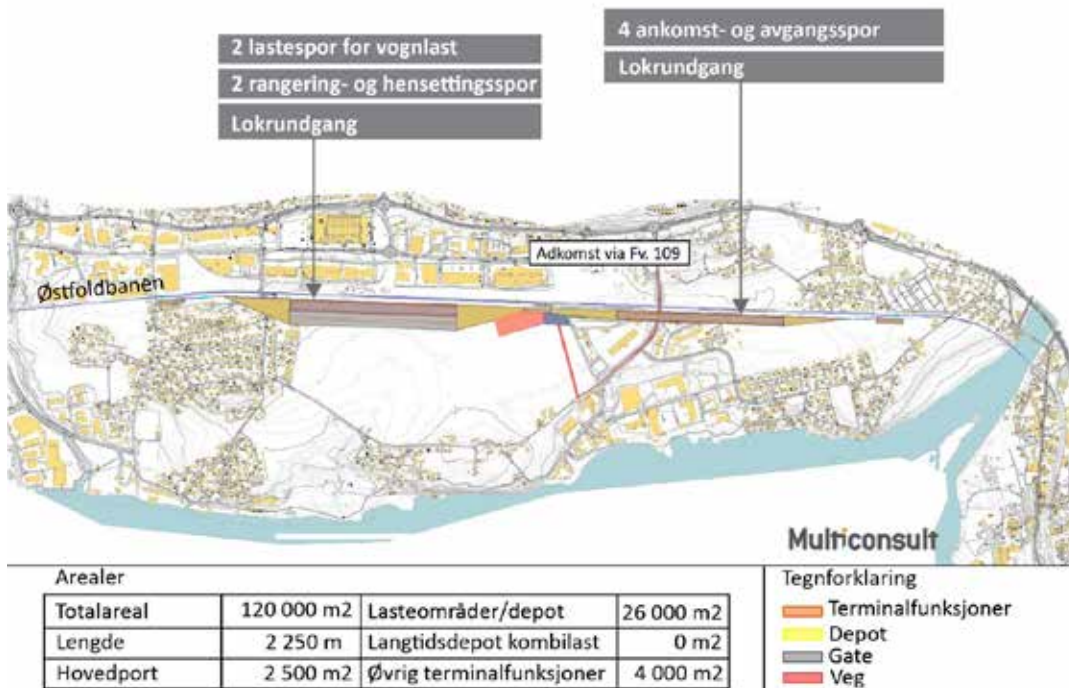 2 lastespor for vognlast
2 rangering- og hensettingsspor
Lokrundgang
4 ankomst- og avgangsspor
Lokrundgang
Adkomst via Fv. 109
Østfoldbanen
Multiconsult
Arealer
Totalareal 120 000 m2 Lasteområder/depot 26 000 m2
Lengde 2 250 m Langtidsdepot kombilast 0 m2
Hovedport 2 500 m2 Øvrig terminalfunksjoner 4 000 m2
Tegnforklaring
Terminalfunksjoner
Depot
Gate
Veg